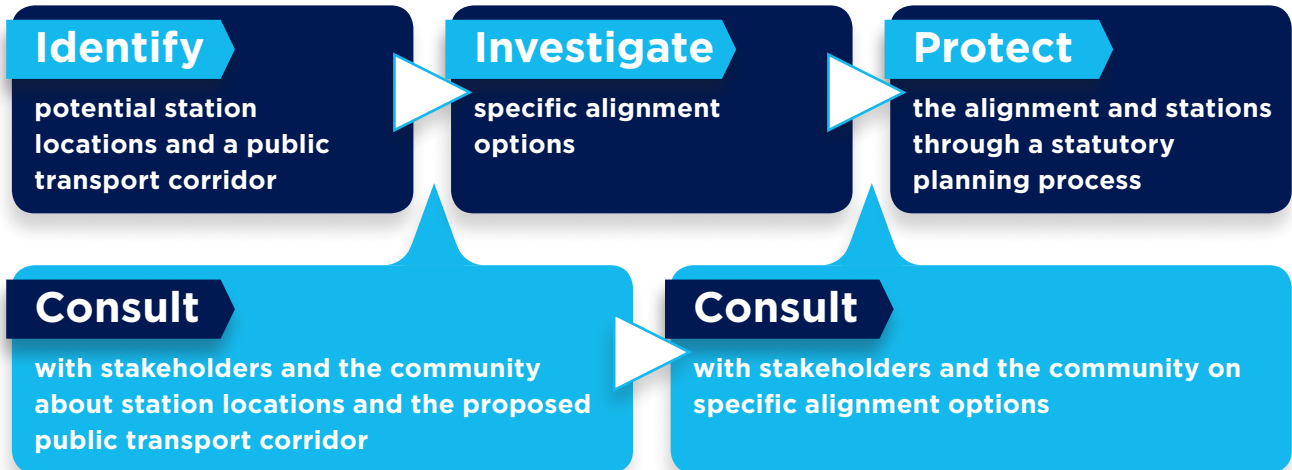 Identify
potential station
locations and a public
transport corridor
Investigate
specific alignment
options
Protect
the alignment and stations
through a statutory
planning process
Consult
with stakeholders and the community
about station locations and the proposed
public transport corridor
Consult
with stakeholders and the community on
specific alignment options